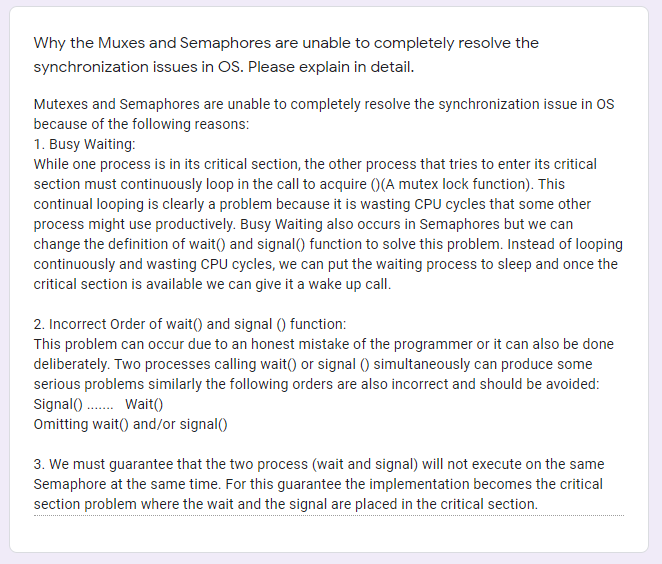 Why the Muxes and Semaphores are unable to completely resolve the
synchronization issues in OS. Please explain in detail.
Mutexes and Semaphores are unable to completely resolve the synchronization issue in OS
because of the following reasons:
1. Busy Waiting:
While one process is in its critical section, the other process that tries to enter its critical
section must continuously loop in the call to acquire ()(A mutex lock function). This
continual looping is clearly a problem because it is wasting CPU cycles that some other
process might use productively. Busy Waiting also occurs in Semaphores but we can
change the definition of wait() and signal() function to solve this problem. Instead of looping
continuously and wasting CPU cycles, we can put the waiting process to sleep and once the
critical section is available we can give it a wake up call.
2. Incorrect Order of wait() and signal () function:
This problem can occur due to an honest mistake of the programmer or it can also be done
deliberately. Two processes calling wait() or signal () simultaneously can produce some
serious problems similarly the following orders are also incorrect and should be avoided:
Signal() ....... Wait()
Omitting wait() and/or signal()
3. We must guarantee that the two process (wait and signal) will not execute on the same
Semaphore at the same time. For this guarantee the implementation becomes the critical
section problem where the wait and the signal are placed in the critical section.